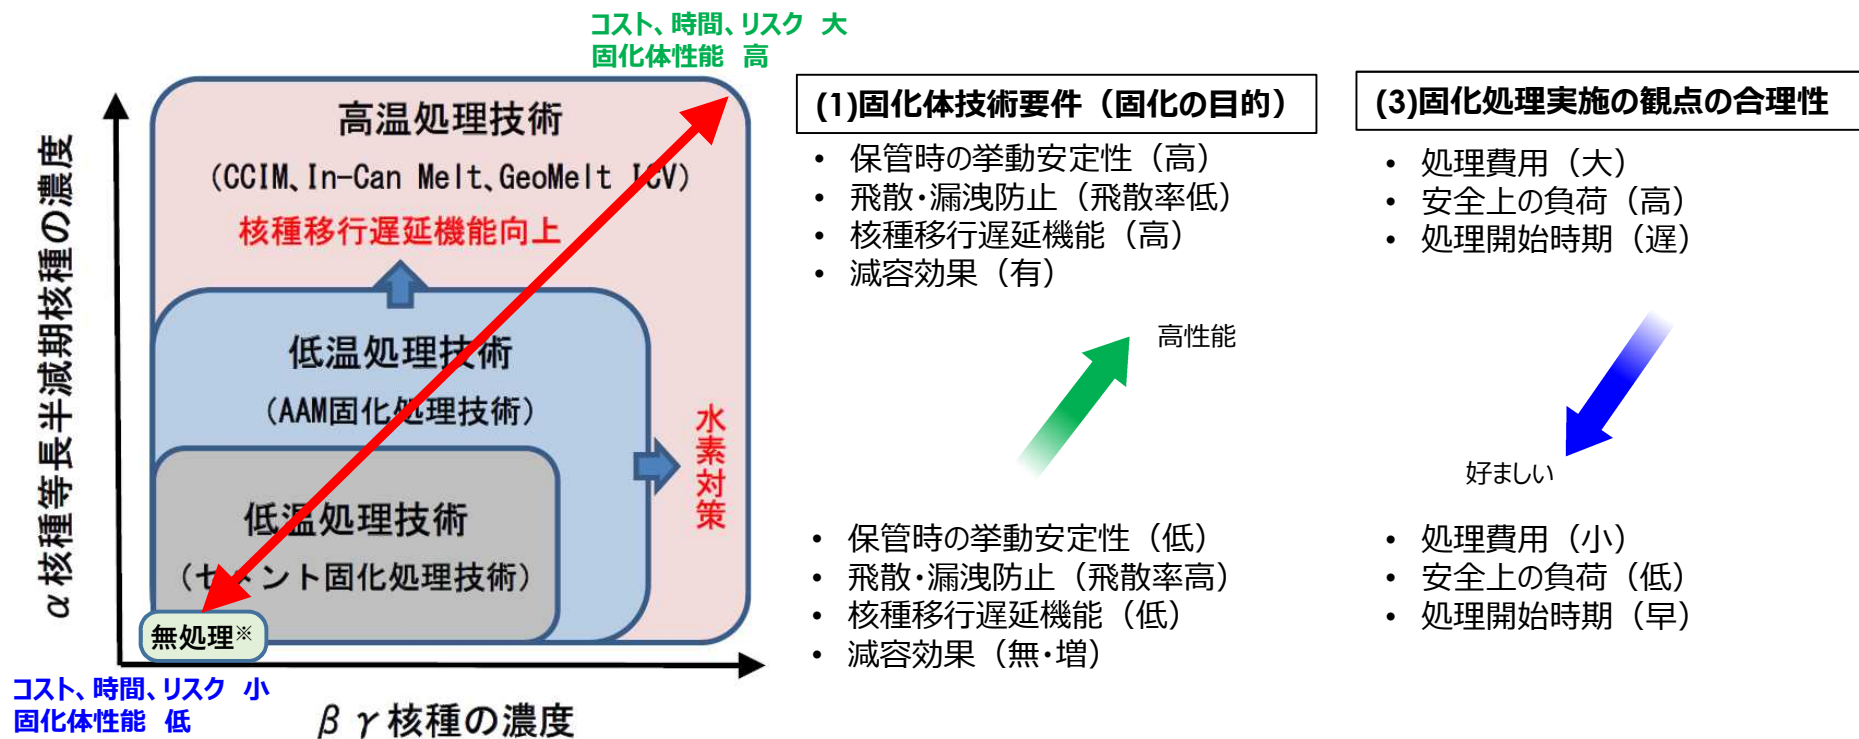 コスト、時間、リスク 大
固化体性能 高
α核種等長半減期核種の濃度
高温処理技術
(CCIM、In-Can Melt、GeoMelt ICV)
核種移行遅延機能向上
低温処理技術
(AAM固化処理技術)
水素対策
低温処理技術
(セメント固化処理技術)
無処理※
コスト、時間、リスク 小
固化体性能 低
βγ核種の濃度
(1)固化体技術要件（固化の目的）
• 保管時の挙動安定性（高）
• 飛散・漏洩防止（飛散率低）
• 核種移行遅延機能（高）
• 減容効果（有）
高性能
• 保管時の挙動安定性（低）
• 飛散・漏洩防止（飛散率高）
• 核種移行遅延機能（低）
• 減容効果（無・増）
(3)固化処理実施の観点の合理性
• 処理費用（大）
• 安全上の負荷（高）
• 処理開始時期（遅）
好ましい
• 処理費用（小）
• 安全上の負荷（低）
• 処理開始時期（早）